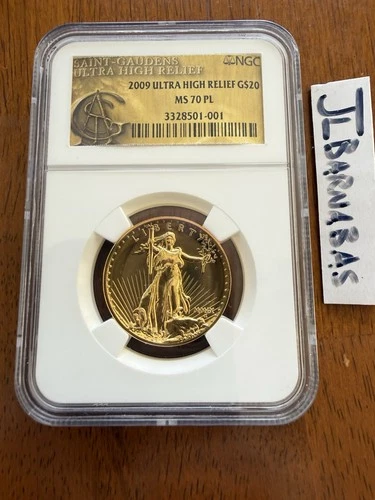 SAINT-GAUDENS
ULTRA HIGH RELIEF
NGC
2009 ULTRA HIGH RELIEF G$20
MS 70 PL
3328501-001
LIBERTY
JLBARNABAS